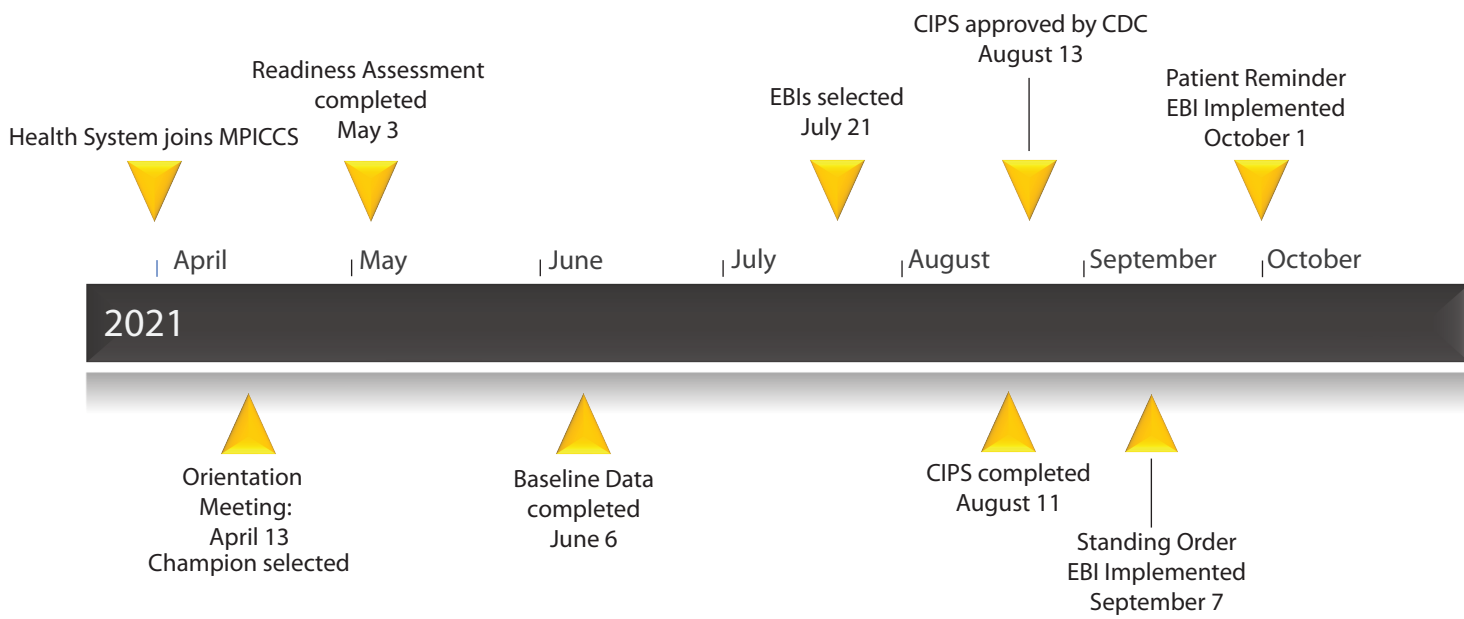 CIPS approved by CDC
August 13
Readiness Assessment
completed
May 3
Patient Reminder
EBI Implemented
October 1
EBIs selected
July 21
Health System joins MPICCS
April
May
June
July
August
September
October
2021
Orientation
Meeting:
April 13
Champion selected
Baseline Data
completed
June 6
CIPS completed
August 11
Standing Order
EBI Implemented
September 7